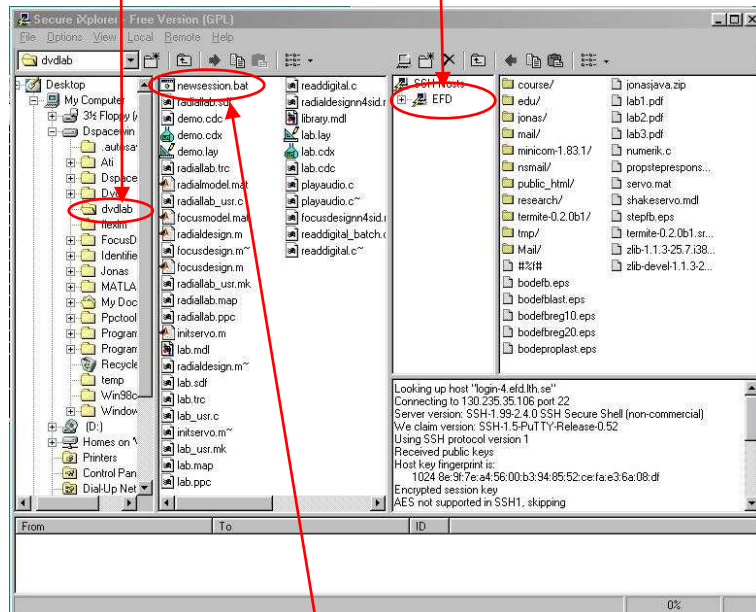 Secure iXplorer - Free Version (GPL)
File Options View Local Remote Help
dvdlab
Desktop
My Computer
3½ Floppy (
Dspacewin
.autosa
Ati
Dspace
dvdlab
FocusD
Identifie
Jonas
MATLA
My Doc
Ppctool
Program
Program
Recycle
temp
Win98c
Window
(D:)
Homes on '
Printers
Control Pan
Dial-Up Net
newsession.bat
radiallab.sdf
demo.cdc
demo.cdx
demo.lay
radiallab.trc
radialmodel.mat
radiallab_usr.c
focusmodel.mat
radialdesign.m
focusdesign.m~
focusdesign.m
radiallab_usr.mk
radiallab.map
radiallab.ppc
initservo.m
lab.mdl
radialdesign.m~
lab.sdf
lab.trc
lab_usr.c
initservo.m~
lab_usr.mk
lab.map
lab.ppc
readdigital.c
radialdesignn4sid.r
library.mdl
lab.lay
lab.cdx
lab.cdc
playaudio.c
playaudio.c~
focusdesignn4sid.r
readdigital_batch.c
readdigital.c~
SSH Hosts
EFD
course/
edu/
jonas/
mail/
minicom-1.83.1/
nsmail/
public_html/
research/
termite-0.2.0b1/
tmp/
Mail/
#%f#
bodefb.eps
bodefblast.eps
bodefbreg10.eps
bodefbreg20.eps
bodeproplast.eps
jonasjava.zip
lab1.pdf
lab2.pdf
lab3.pdf
numerik.c
propsteprespons...
servo.mat
shakeservo.mdl
stepfb.eps
termite-0.2.0b1.sr...
zlib-1.1.3-25.7.i38...
zlib-devel-1.1.3-2...
Looking up host "login-4.efd.lth.se"
Connecting to 130.235.35.106 port 22
Server version: SSH-1.99-2.4.0 SSH Secure Shell (non-commercial)
We claim version: SSH-1.5-PuTTY-Release-0.52
Using SSH protocol version 1
Received public keys
Host key fingerprint is:
1024 8e:9f:7e:a4:56:00:b3:94:85:52:ce:fa:e3:6a:08:df
Encrypted session key
AES not supported in SSH1, skipping
From To ID
0%